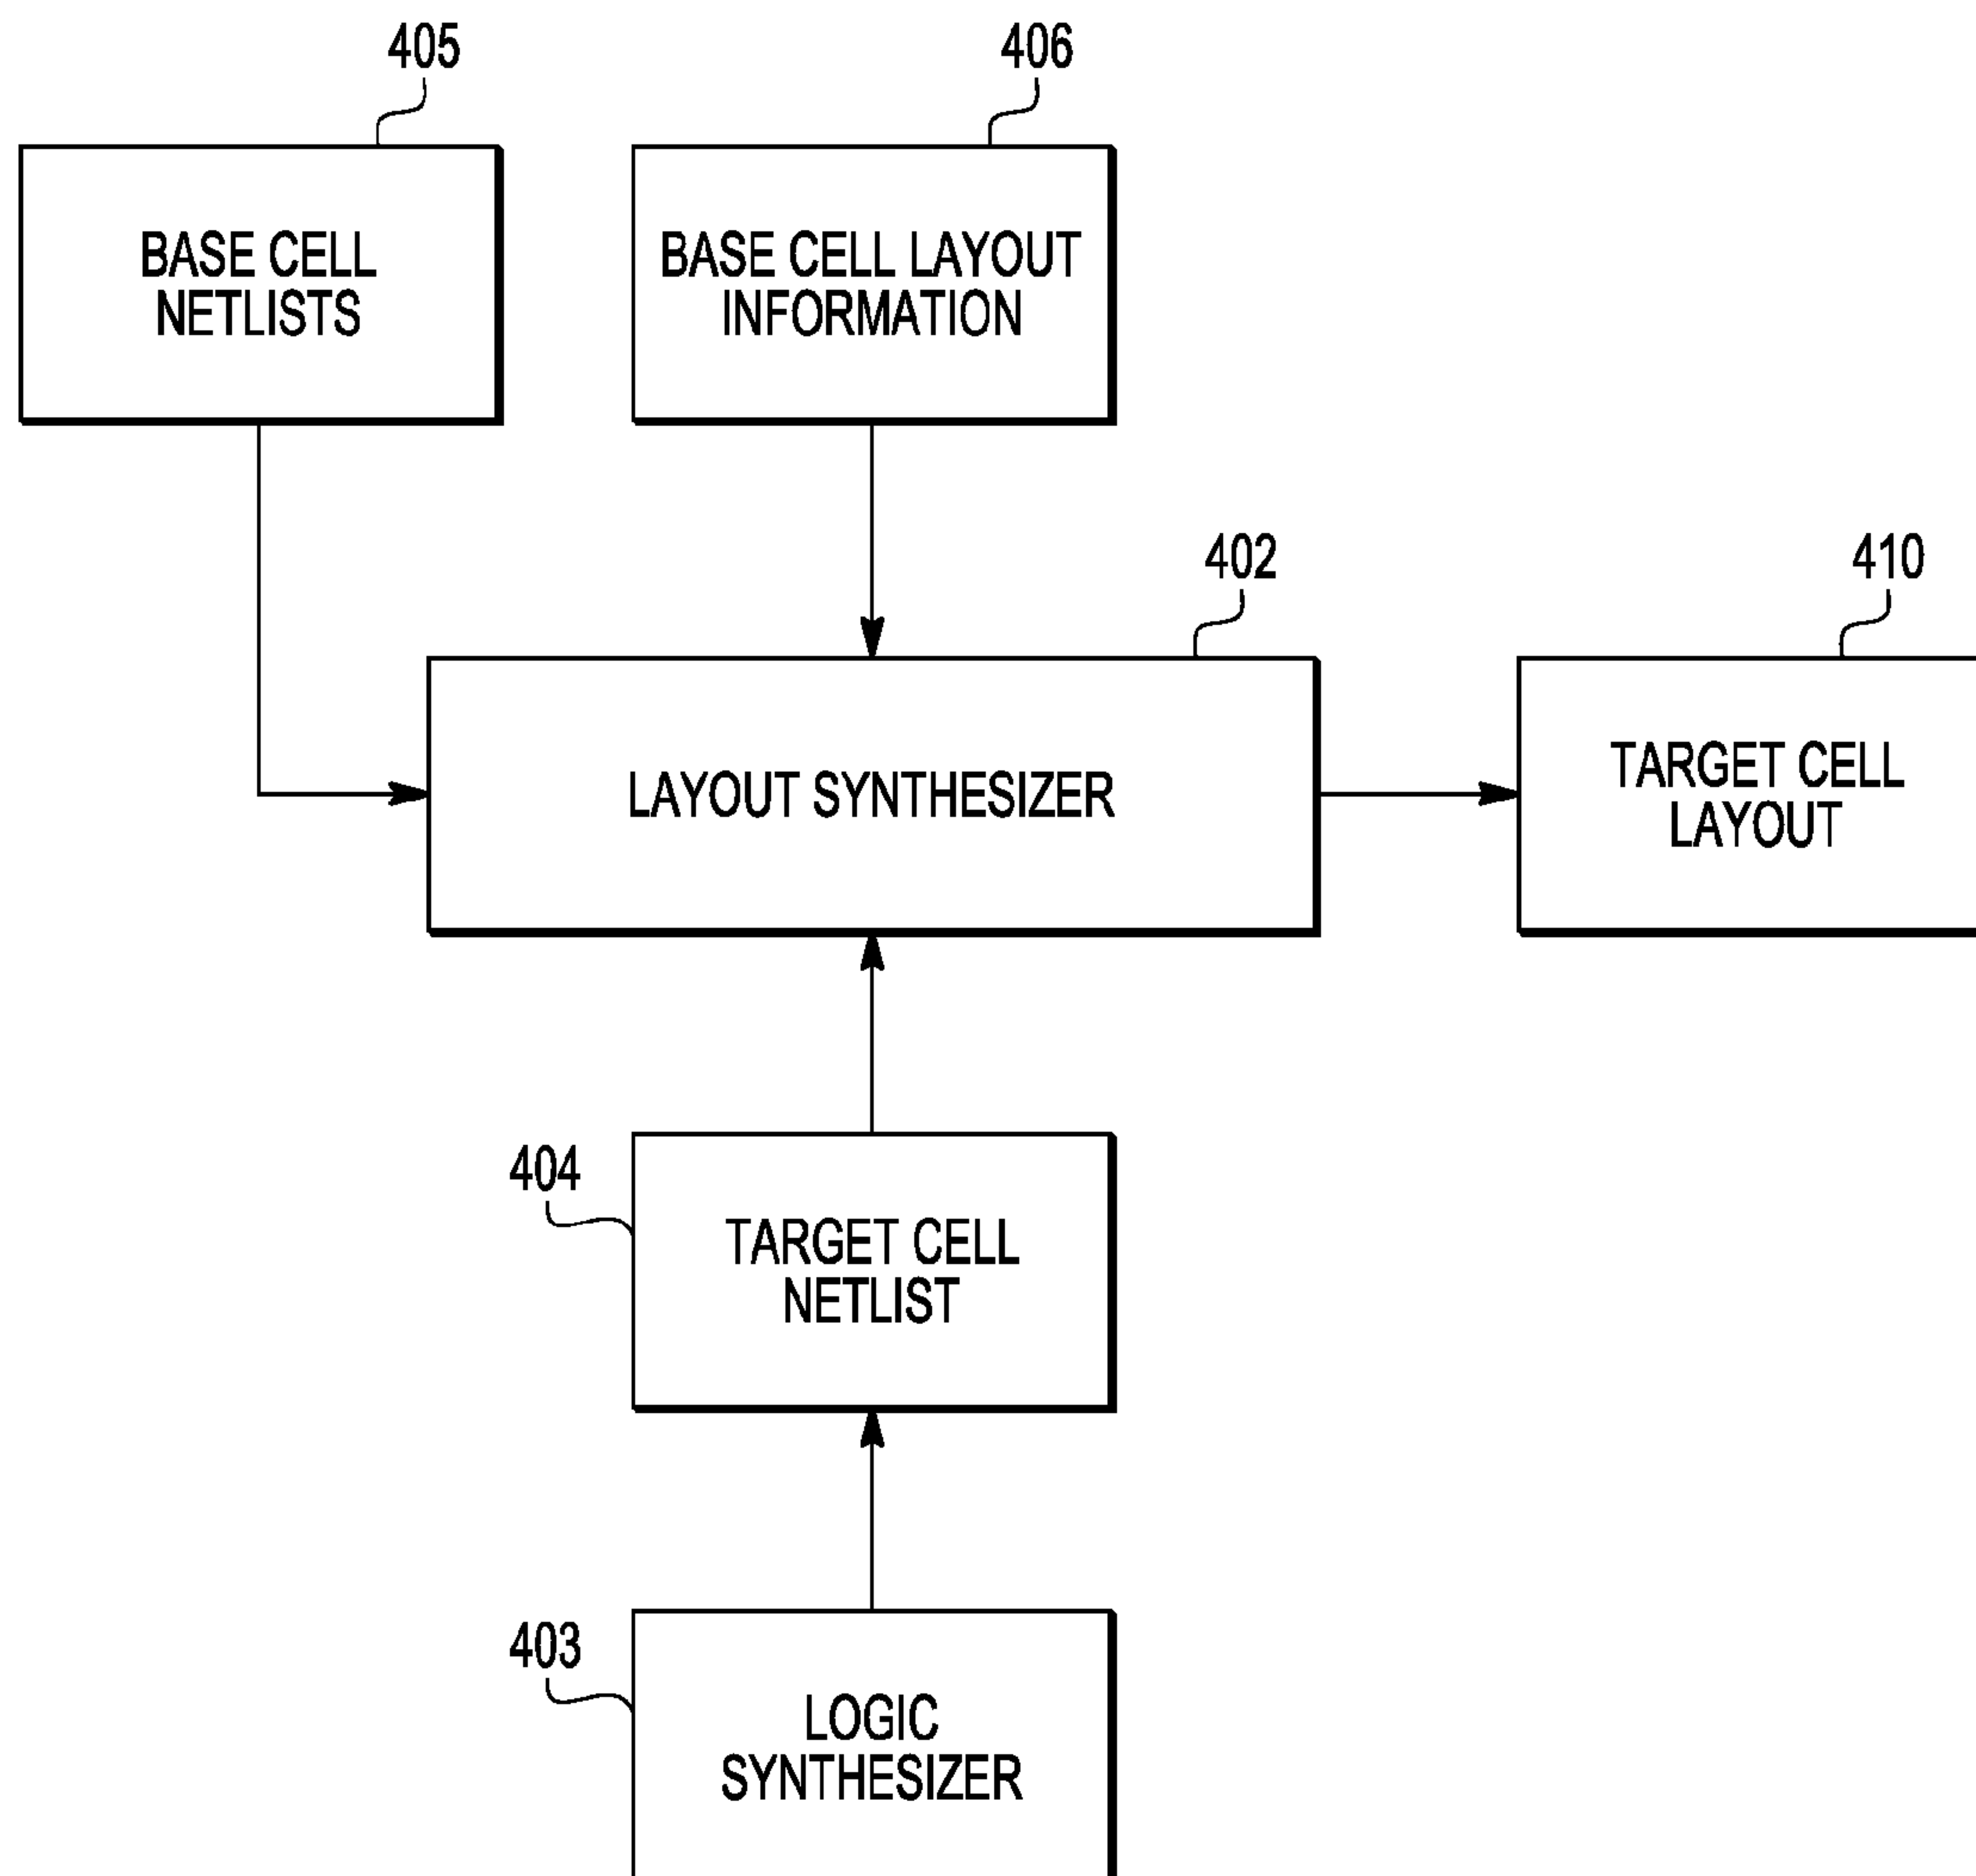 405
406
BASE CELL
NETLISTS
BASE CELL LAYOUT
INFORMATION
402
410
LAYOUT SYNTHESIZER
TARGET CELL
LAYOUT
404
TARGET CELL
NETLIST
403
LOGIC
SYNTHESIZER